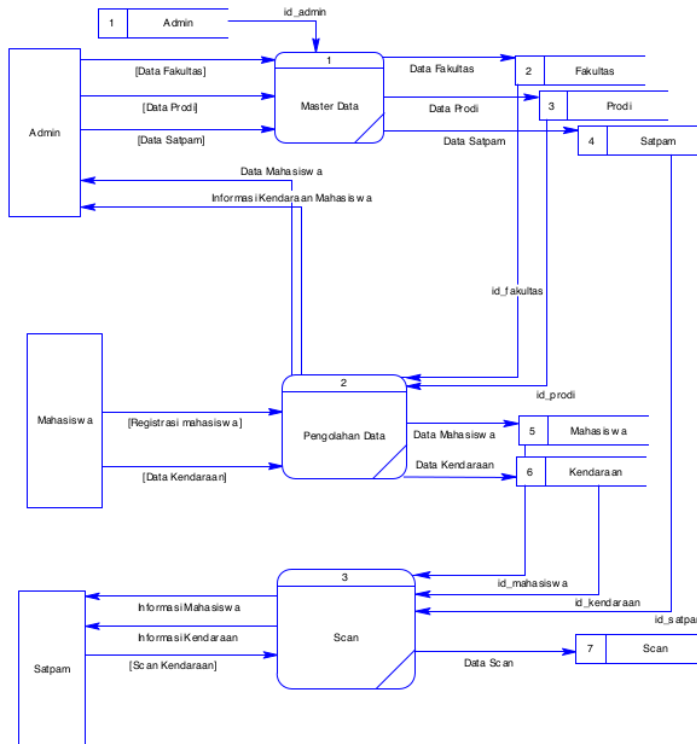 id_admin
1 Admin
1
Master Data
[Data Fakultas]
Data Fakultas
2 Fakultas
[Data Prodi]
Data Prodi
3 Prodi
Admin
[Data Satpam]
Data Satpam
4 Satpam
Data Mahasiswa
Informasi Kendaraan Mahasiswa
id_fakultas
id_prodi
2
Pengolahan Data
Mahasiswa
[Registrasi mahasiswa]
[Data Kendaraan]
Data Mahasiswa
5 Mahasiswa
Data Kendaraan
6 Kendaraan
3
Scan
id_mahasiswa
id_kendaraan
id_satpam
Informasi Mahasiswa
Informasi Kendaraan
[Scan Kendaraan]
Satpam
Data Scan
7 Scan